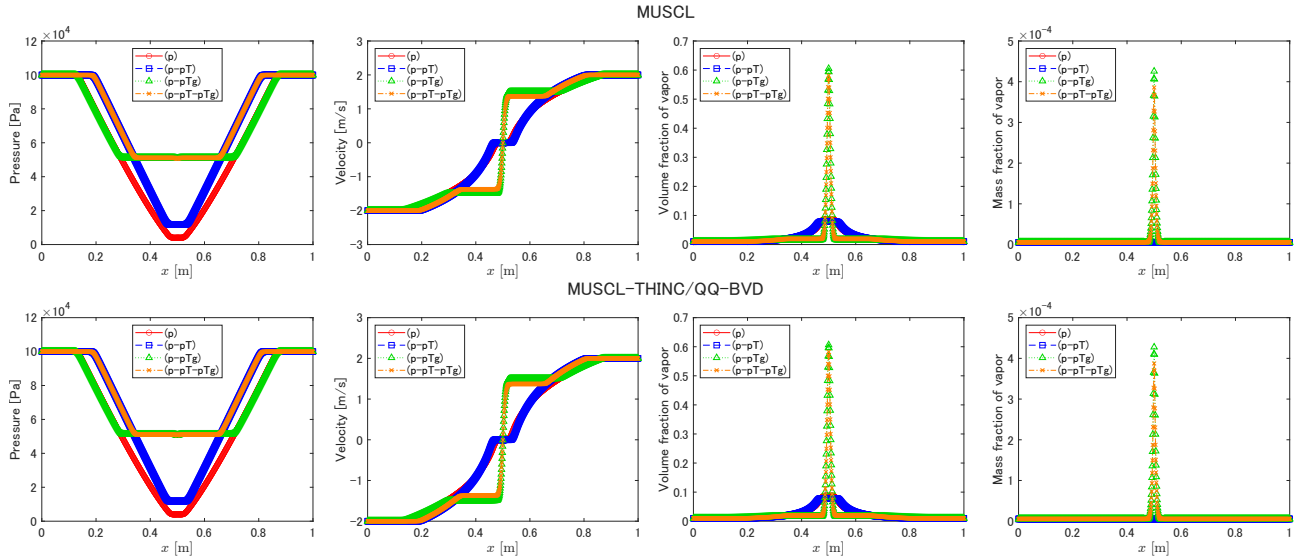 MUSCL
×10⁴
12
10
8
6
4
2
0
0 0.2 0.4 0.6 0.8 1
Pressure [Pa]
x [m]
(p)
(p-pT)
(p-pTg)
(p-pT-pTg)
3
2
1
0
-1
-2
-3
0 0.2 0.4 0.6 0.8 1
Velocity [m/s]
x [m]
(p)
(p-pT)
(p-pTg)
(p-pT-pTg)
0.7
0.6
0.5
0.4
0.3
0.2
0.1
0
0 0.2 0.4 0.6 0.8 1
Volume fraction of vapor
x [m]
(p)
(p-pT)
(p-pTg)
(p-pT-pTg)
×10⁻⁴
5
4
3
2
1
0
0 0.2 0.4 0.6 0.8 1
Mass fraction of vapor
x [m]
(p)
(p-pT)
(p-pTg)
(p-pT-pTg)
MUSCL-THINC/QQ-BVD
×10⁴
12
10
8
6
4
2
0
0 0.2 0.4 0.6 0.8 1
Pressure [Pa]
x [m]
(p)
(p-pT)
(p-pTg)
(p-pT-pTg)
3
2
1
0
-1
-2
0 0.2 0.4 0.6 0.8 1
Velocity [m/s]
x [m]
(p)
(p-pT)
(p-pTg)
(p-pT-pTg)
0.7
0.6
0.5
0.4
0.3
0.2
0.1
0
0 0.2 0.4 0.6 0.8 1
Volume fraction of vapor
x [m]
(p)
(p-pT)
(p-pTg)
(p-pT-pTg)
×10⁻⁴
5
4
3
2
1
0
0 0.2 0.4 0.6 0.8 1
Mass fraction of vapor
x [m]
(p)
(p-pT)
(p-pTg)
(p-pT-pTg)